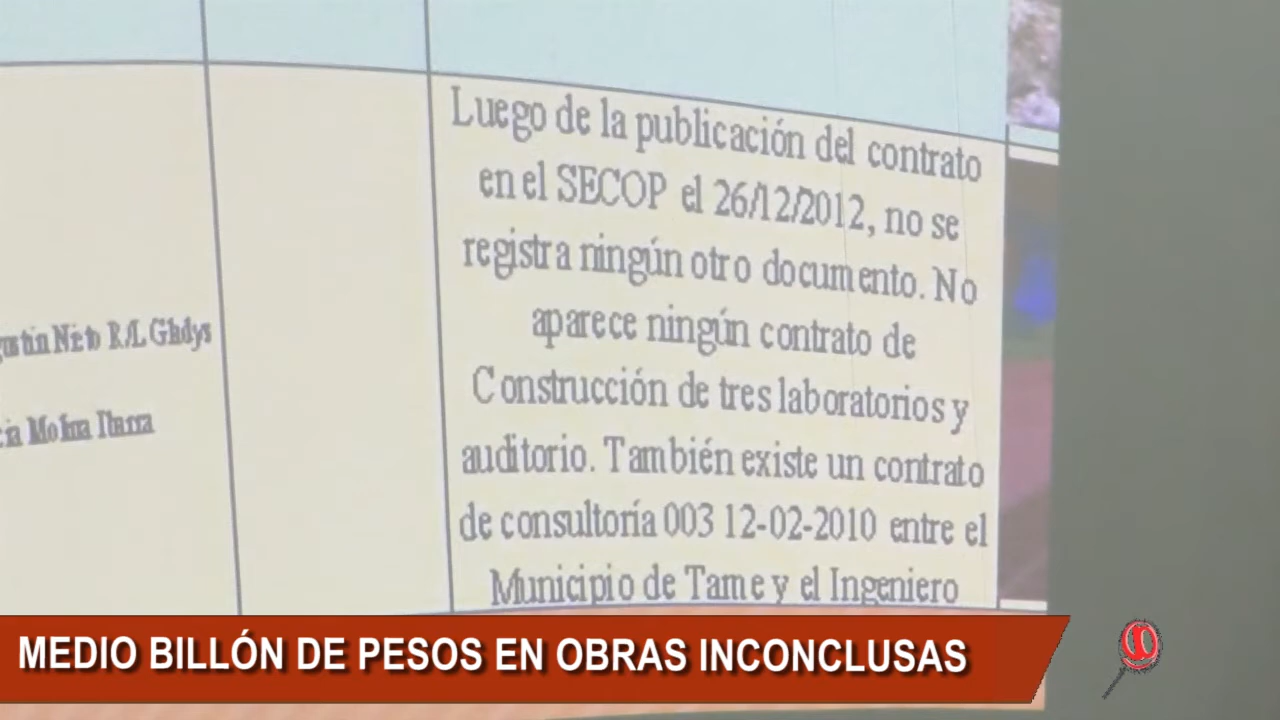 Luego de la publicación del contrato
en el SECOP el 26/12/2012, no se
registra ningún otro documento. No
aparece ningún contrato de
Construcción de tres laboratorios y
auditorio. También existe un contrato
de consultoría 003 12-02-2010 entre el
Municipio de Tame y el Ingeniero
R/L Gladys
Molina
MEDIO BILLÓN DE PESOS EN OBRAS INCONCLUSAS